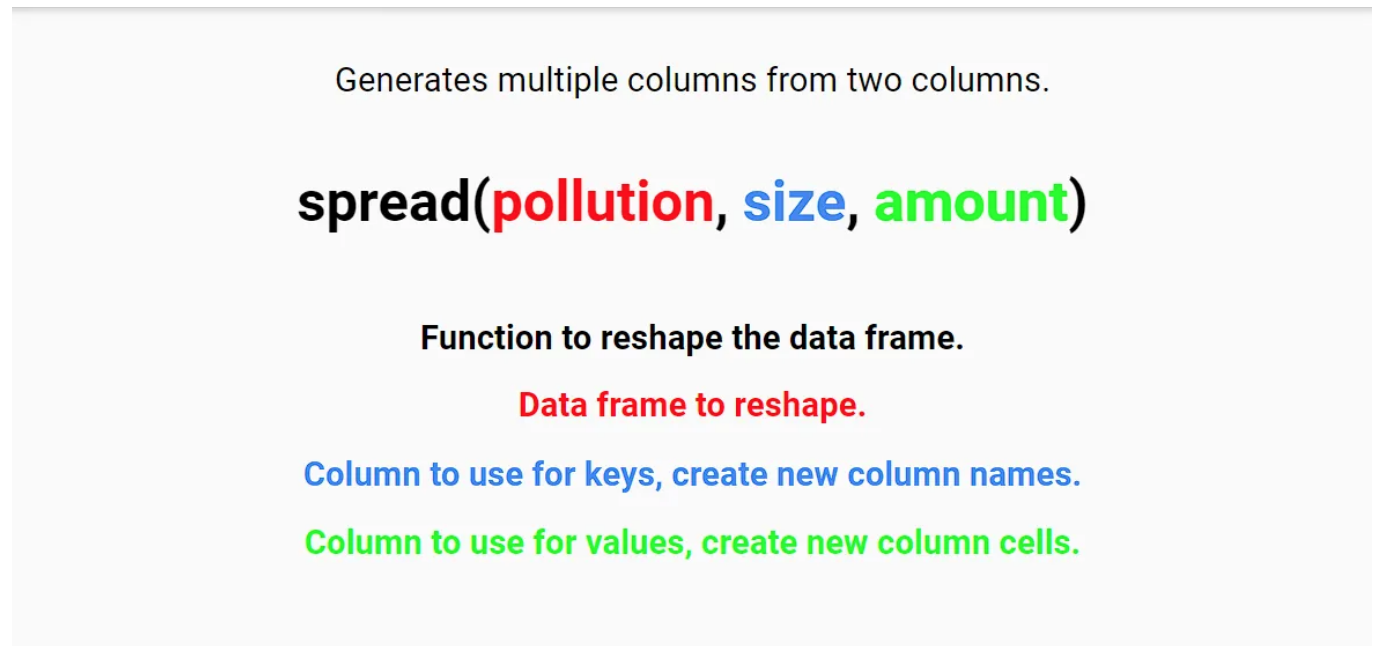 Generates multiple columns from two columns.
spread(pollution, size, amount)
Function to reshape the data frame.
Data frame to reshape.
Column to use for keys, create new column names.
Column to use for values, create new column cells.